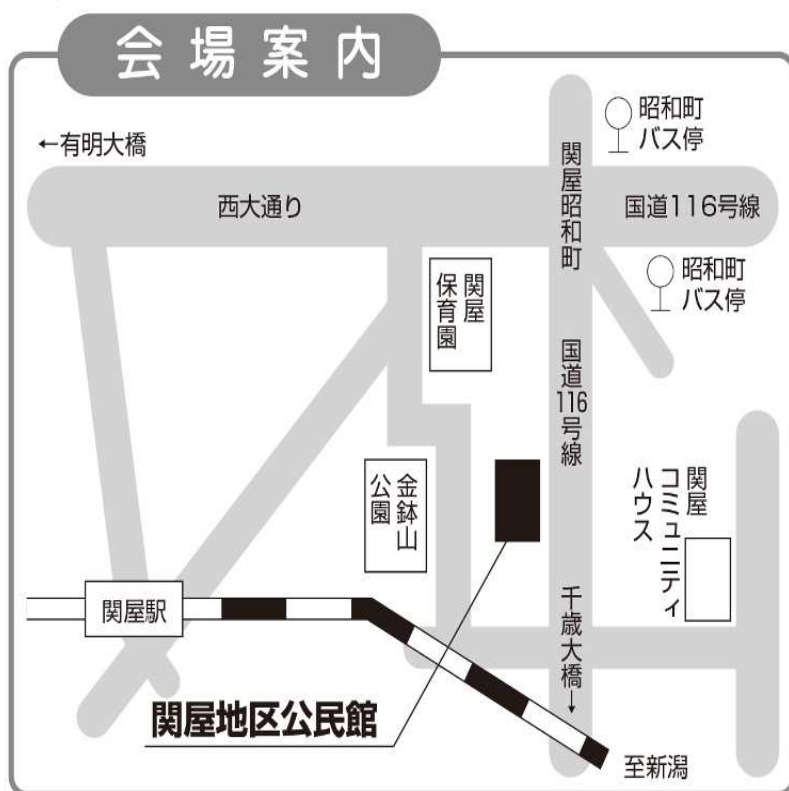 会場案内
←有明大橋
昭和町
バス停
西大通り
関屋昭和町
国道116号線
昭和町
バス停
関屋
保育園
国道116号線
金鉢山
公園
関屋
コミュニティ
ハウス
関屋駅
千歳大橋→
関屋地区公民館
至新潟